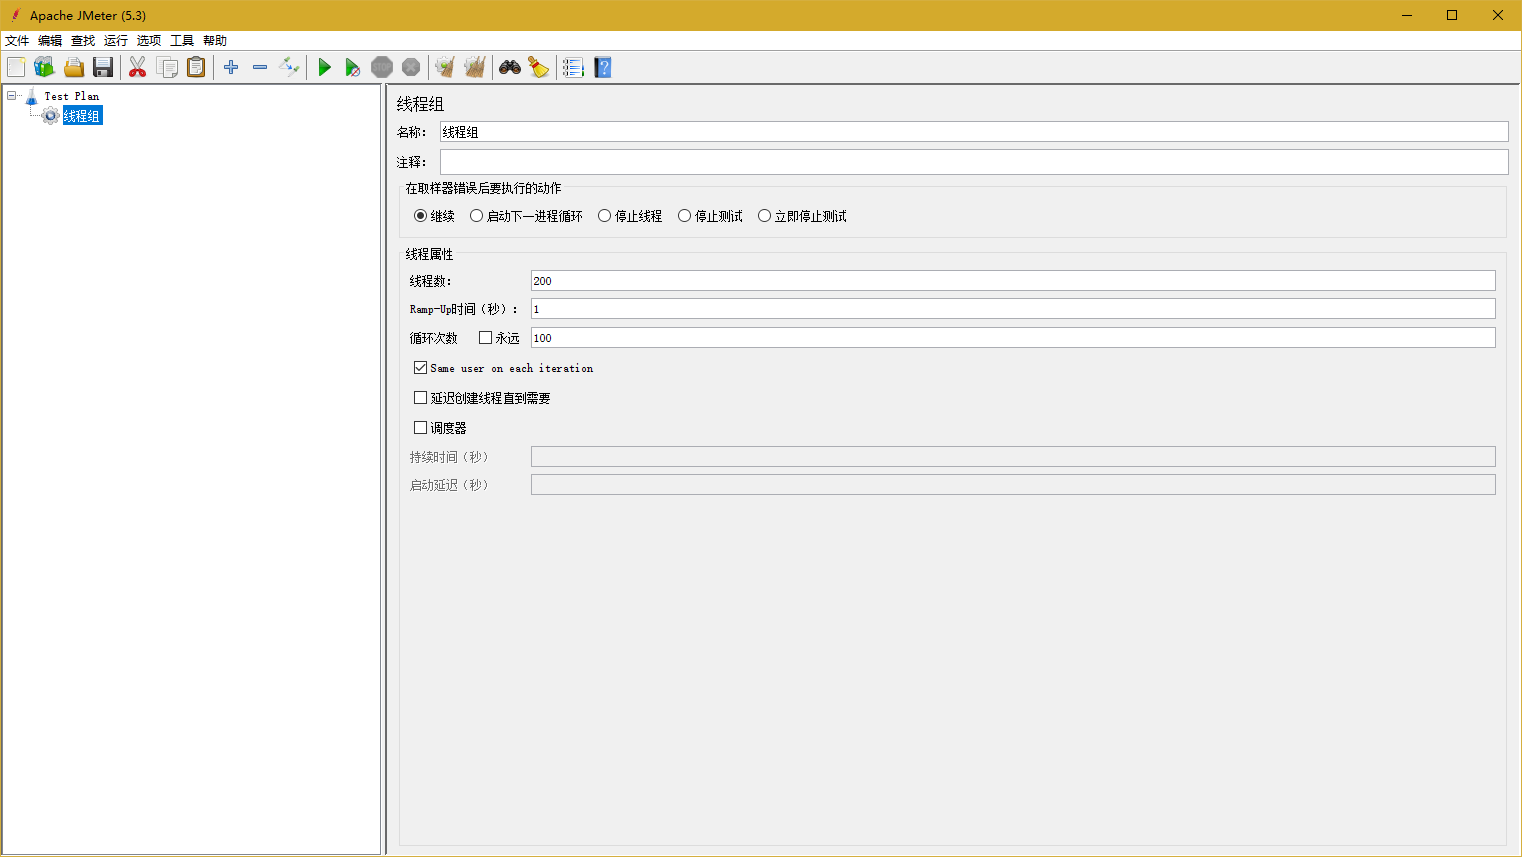 Apache JMeter (5.3)
文件 编辑 查找 运行 选项 工具 帮助
STOP
?
Test Plan
线程组
线程组
名称： 线程组
注释：
在取样器错误后要执行的动作
继续 启动下一进程循环 停止线程 停止测试 立即停止测试
线程属性
线程数： 200
Ramp-Up时间（秒）： 1
循环次数 永远 100
Same user on each iteration
延迟创建线程直到需要
调度器
持续时间（秒）
启动延迟（秒）